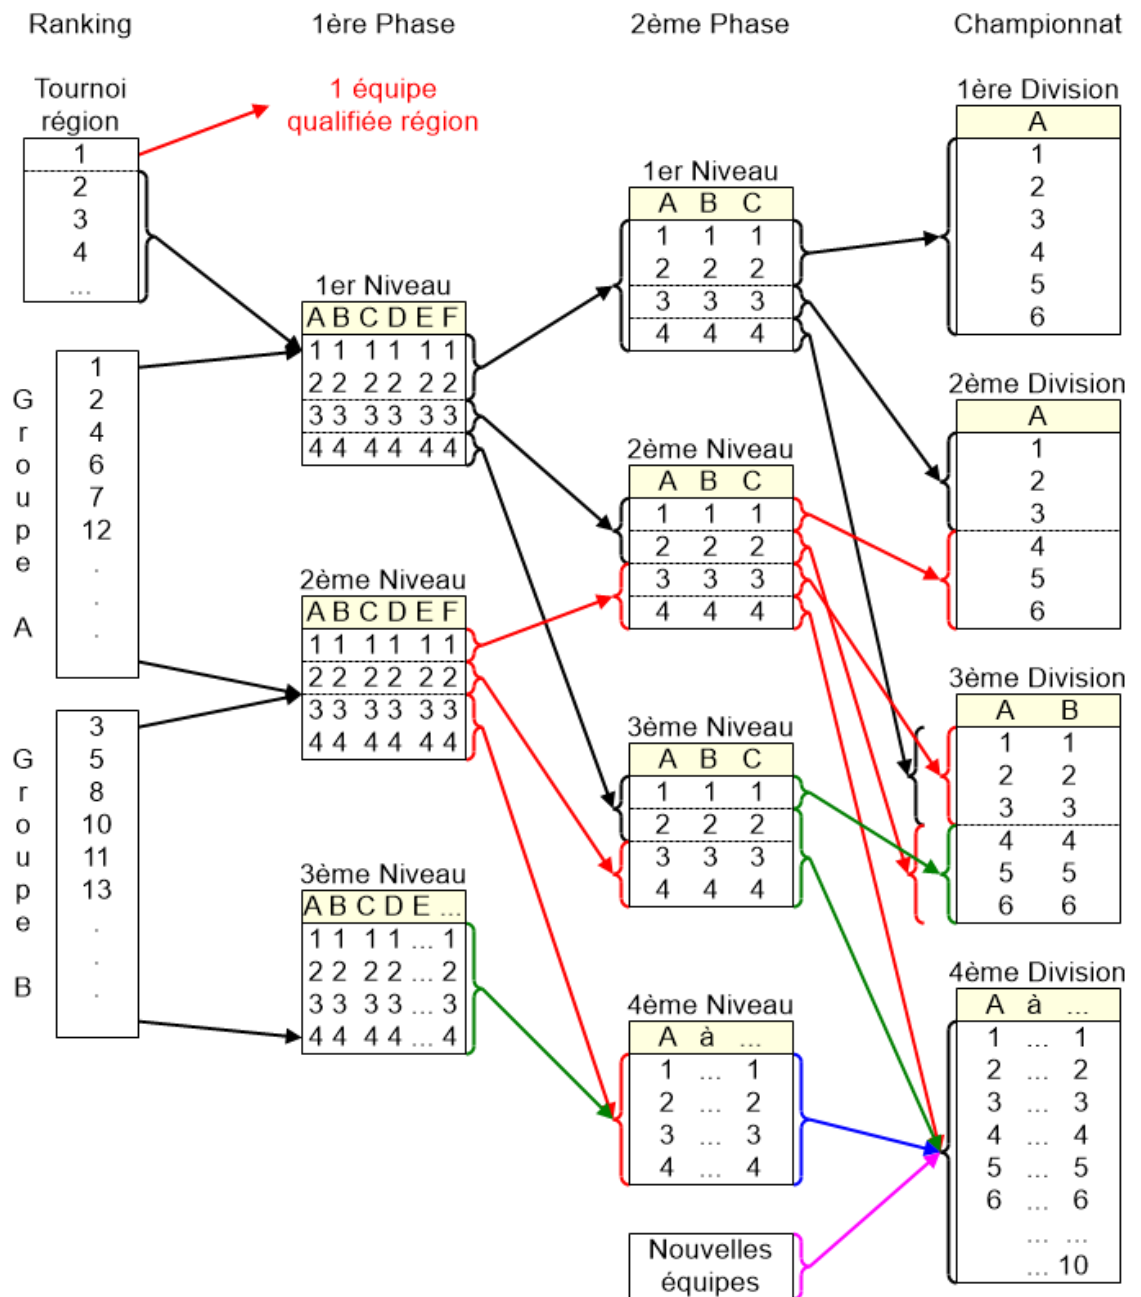 Ranking
1ère Phase
2ème Phase
Championnat
Tournoi
région
1
2
3
4
...
1 équipe
qualifiée région
Groupe A
1
2
4
6
7
12
.
.
.
Groupe B
3
5
8
10
11
13
.
.
.
1er Niveau
A B C D E F
1 1 1 1 1 1
2 2 2 2 2 2
3 3 3 3 3 3
4 4 4 4 4 4
2ème Niveau
A B C D E F
1 1 1 1 1 1
2 2 2 2 2 2
3 3 3 3 3 3
4 4 4 4 4 4
3ème Niveau
A B C D E ...
1 1 1 1 ... 1
2 2 2 2 ... 2
3 3 3 3 ... 3
4 4 4 4 ... 4
1er Niveau
A B C
1 1 1
2 2 2
3 3 3
4 4 4
2ème Niveau
A B C
1 1 1
2 2 2
3 3 3
4 4 4
3ème Niveau
A B C
1 1 1
2 2 2
3 3 3
4 4 4
4ème Niveau
A à ...
1 ... 1
2 ... 2
3 ... 3
4 ... 4
Nouvelles
équipes
1ère Division
A
1
2
3
4
5
6
2ème Division
A
1
2
3
4
5
6
3ème Division
A B
1 1
2 2
3 3
4 4
5 5
6 6
4ème Division
A à ...
1 ... 1
2 ... 2
3 ... 3
4 ... 4
5 ... 5
6 ... 6
... ...
... 10